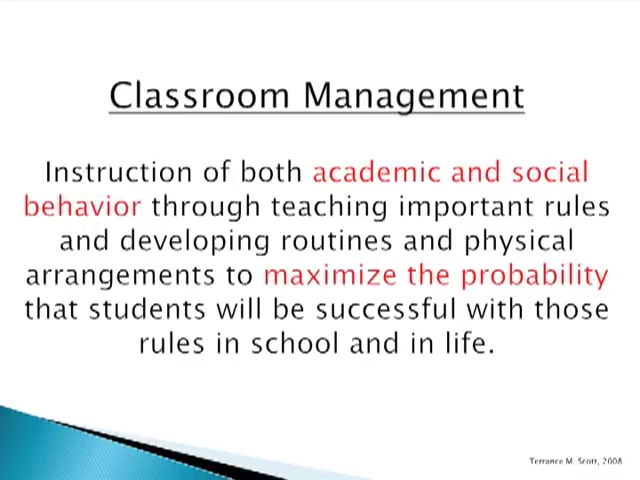 Classroom Management
Instruction of both academic and social
behavior through teaching important rules
and developing routines and physical
arrangements to maximize the probability
that students will be successful with those
rules in school and in life.
Terrance M. Scott, 2008